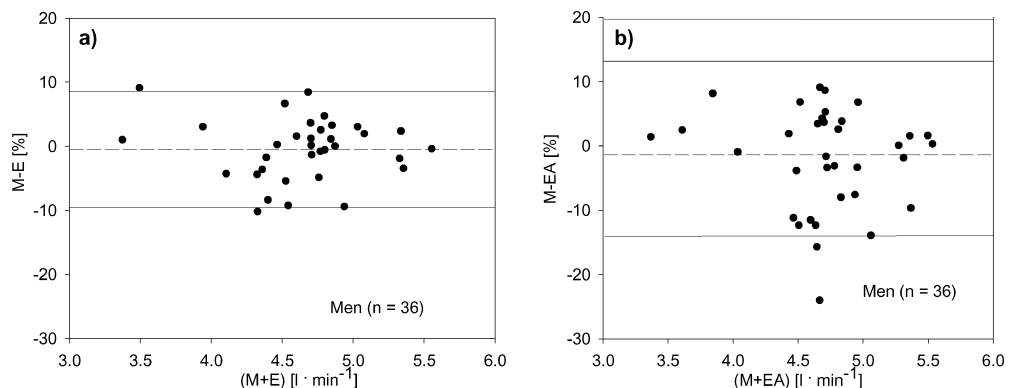 a)
20
10
0
-10
-20
-30
M-E [%]
Men (n = 36)
3.0 3.5 4.0 4.5 5.0 5.5 6.0
(M+E) [l · min⁻¹]
b)
20
10
0
-10
-20
-30
M-EA [%]
Men (n = 36)
3.0 3.5 4.0 4.5 5.0 5.5 6.0
(M+EA) [l · min⁻¹]